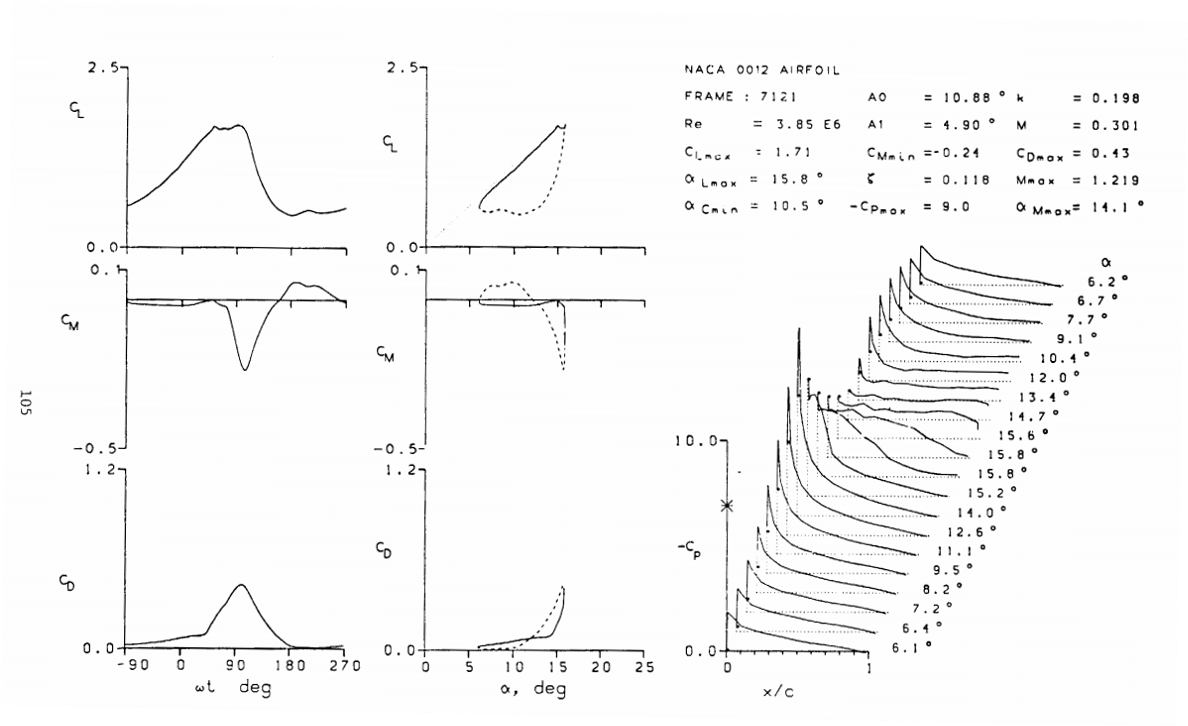 NACA 0012 AIRFOIL
FRAME : 7121 A0 = 10.88 ° k = 0.198
Re = 3.85 E6 A1 = 4.90 ° M = 0.301
CLmax = 1.71 CMmin =-0.24 CDmax = 0.43
αLmax = 15.8 ° ζ = 0.118 Mmax = 1.219
αCmin = 10.5 ° -Cpmax = 9.0 αMmax= 14.1 °
2.5
CL
0.0
2.5
CL
0.0
0.1
CM
-0.5
0.1
CM
-0.5
1.2
CD
0.0
-90 0 90 180 270
ωt deg
1.2
CD
0.0
0 5 10 15 20 25
α, deg
α
6.2 °
6.7 °
7.7 °
9.1 °
10.4 °
12.0 °
13.4 °
14.7 °
15.6 °
15.8 °
15.8 °
15.2 °
14.0 °
12.6 °
11.1 °
9.5 °
8.2 °
7.2 °
6.4 °
6.1 °
10.0
-Cp
0.0
0 1
x/c
105